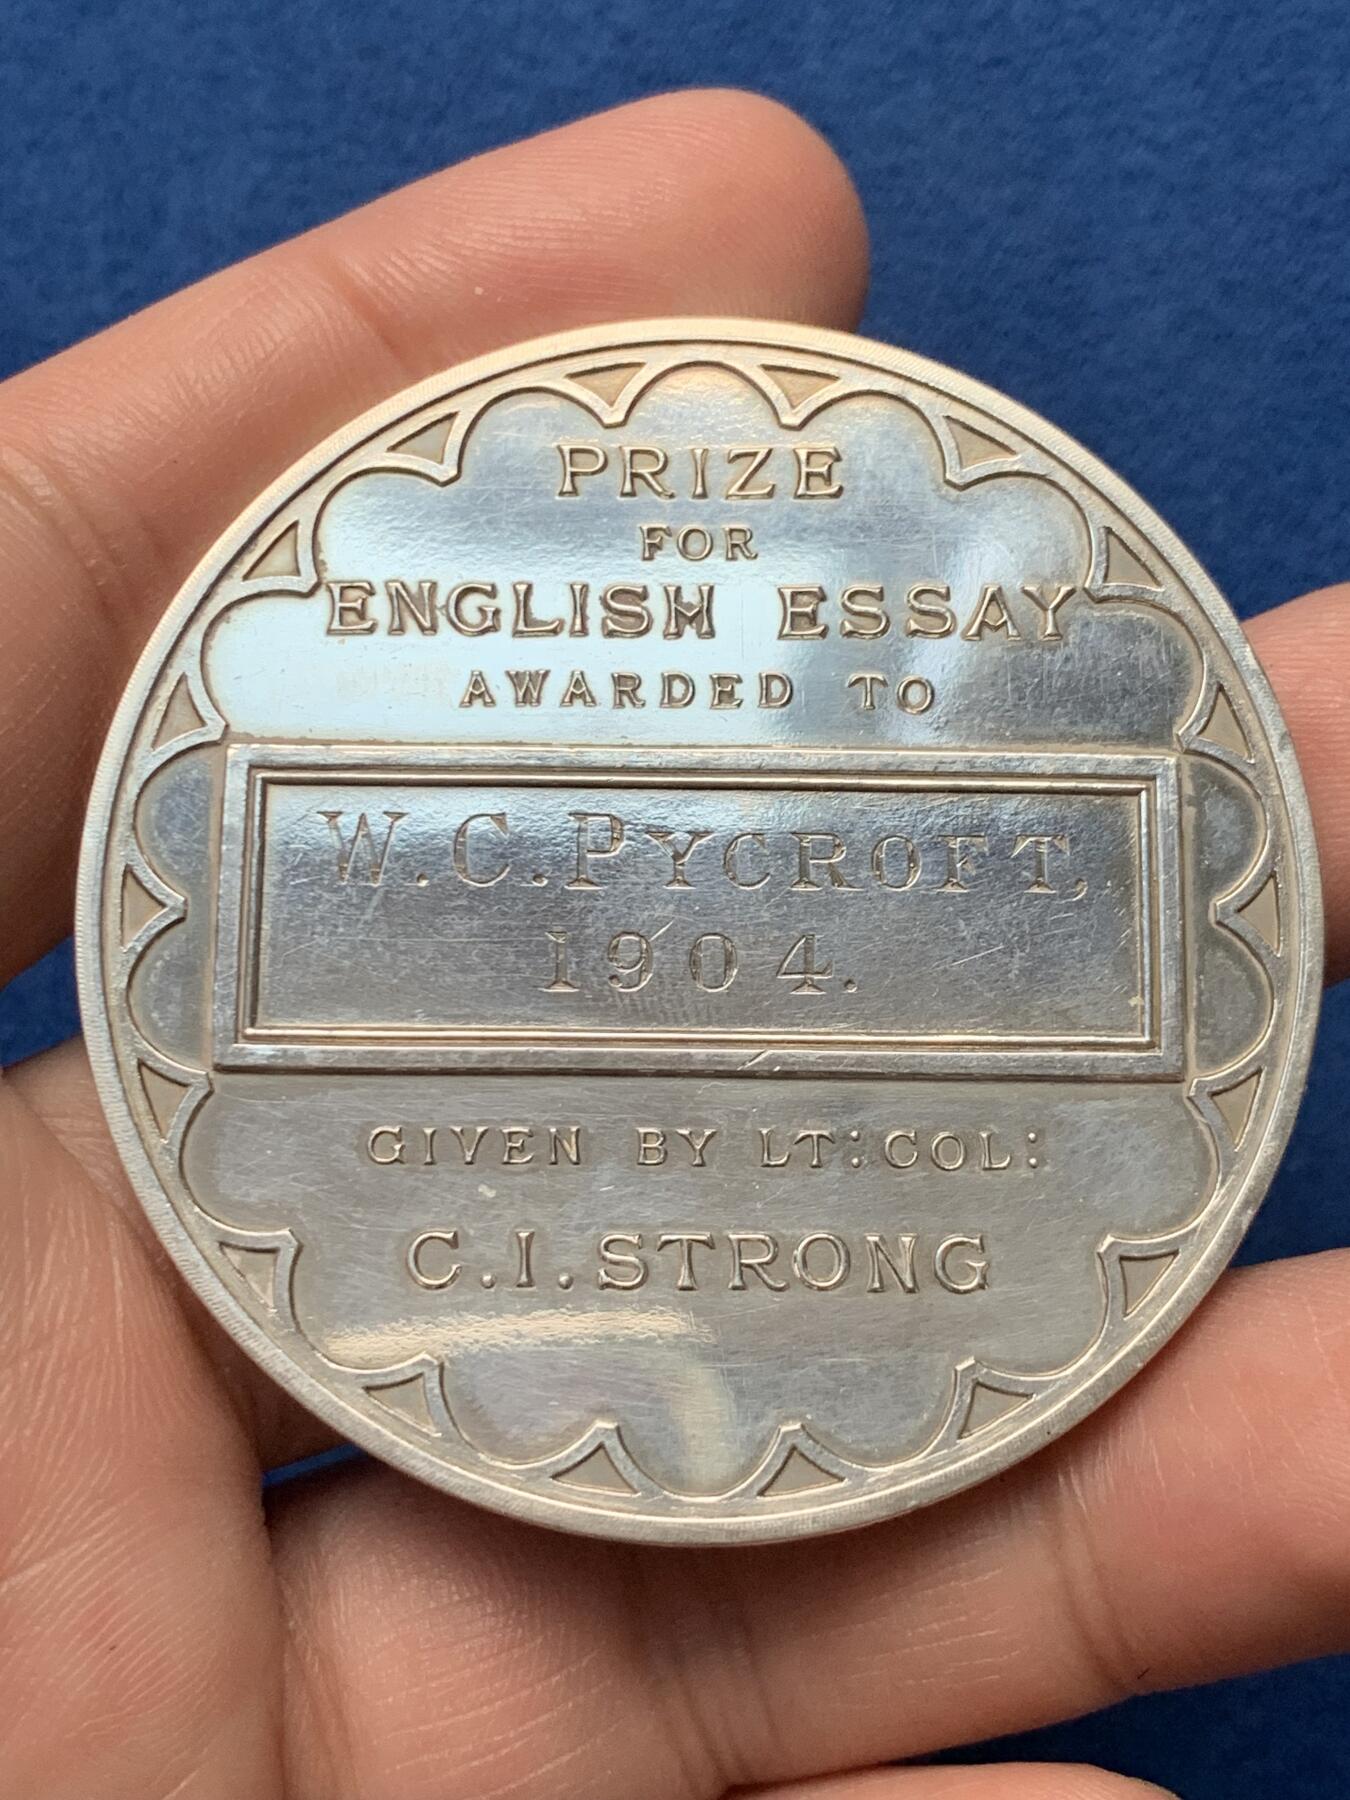 PRIZE
FOR
ENGLISH ESSAY
AWARDED TO
W.C.PYCROFT,
1904.
GIVEN BY LT:COL:
C.I.STRONG